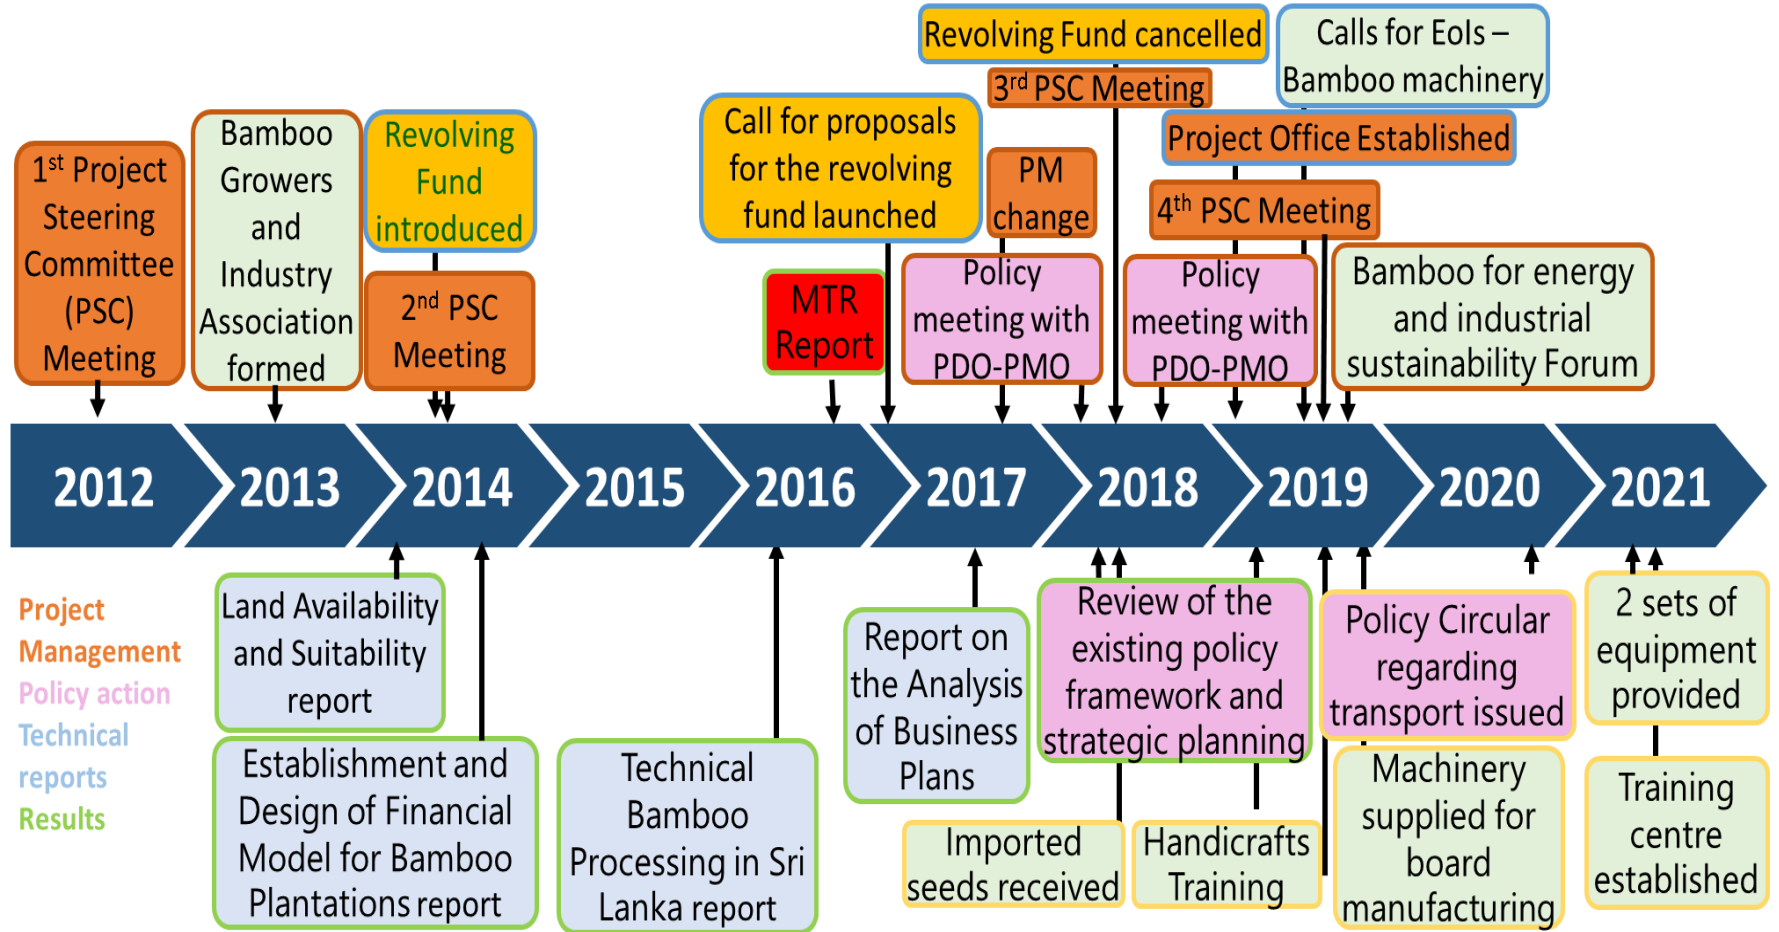 1st Project
Steering
Committee
(PSC)
Meeting
Bamboo
Growers
and
Industry
Association
formed
Revolving
Fund
introduced
2nd PSC
Meeting
Call for proposals
for the revolving
fund launched
MTR
Report
Revolving Fund cancelled
3rd PSC Meeting
PM
change
Policy
meeting with
PDO-PMO
Calls for EoIs –
Bamboo machinery
Project Office Established
4th PSC Meeting
Policy
meeting with
PDO-PMO
Bamboo for energy
and industrial
sustainability Forum
2012
2013
2014
2015
2016
2017
2018
2019
2020
2021
Project
Management
Policy action
Technical
reports
Results
Land Availability
and Suitability
report
Establishment and
Design of Financial
Model for Bamboo
Plantations report
Technical
Bamboo
Processing in Sri
Lanka report
Report on
the Analysis
of Business
Plans
Review of the
existing policy
framework and
strategic planning
Imported
seeds received
Handicrafts
Training
Policy Circular
regarding
transport issued
Machinery
supplied for
board
manufacturing
2 sets of
equipment
provided
Training
centre
established